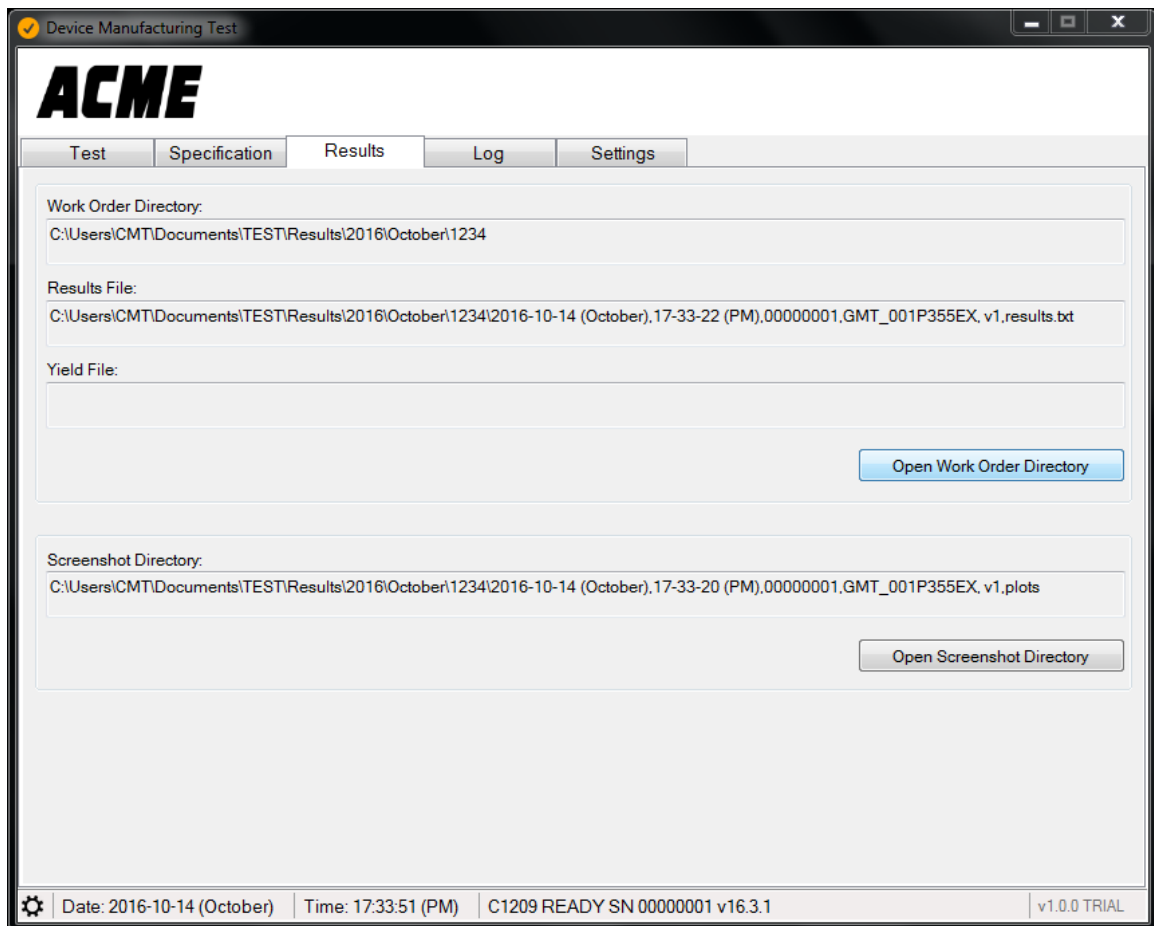 Device Manufacturing Test
ACME
Test Specification Results Log Settings
Work Order Directory:
C:\Users\CMT\Documents\TEST\Results\2016\October\1234
Results File:
C:\Users\CMT\Documents\TEST\Results\2016\October\1234\2016-10-14 (October),17-33-22 (PM),00000001,GMT_001P355EX, v1,results.txt
Yield File:
Open Work Order Directory
Screenshot Directory:
C:\Users\CMT\Documents\TEST\Results\2016\October\1234\2016-10-14 (October),17-33-20 (PM),00000001,GMT_001P355EX, v1,plots
Open Screenshot Directory
Date: 2016-10-14 (October) Time: 17:33:51 (PM) C1209 READY SN 00000001 v16.3.1 v1.0.0 TRIAL